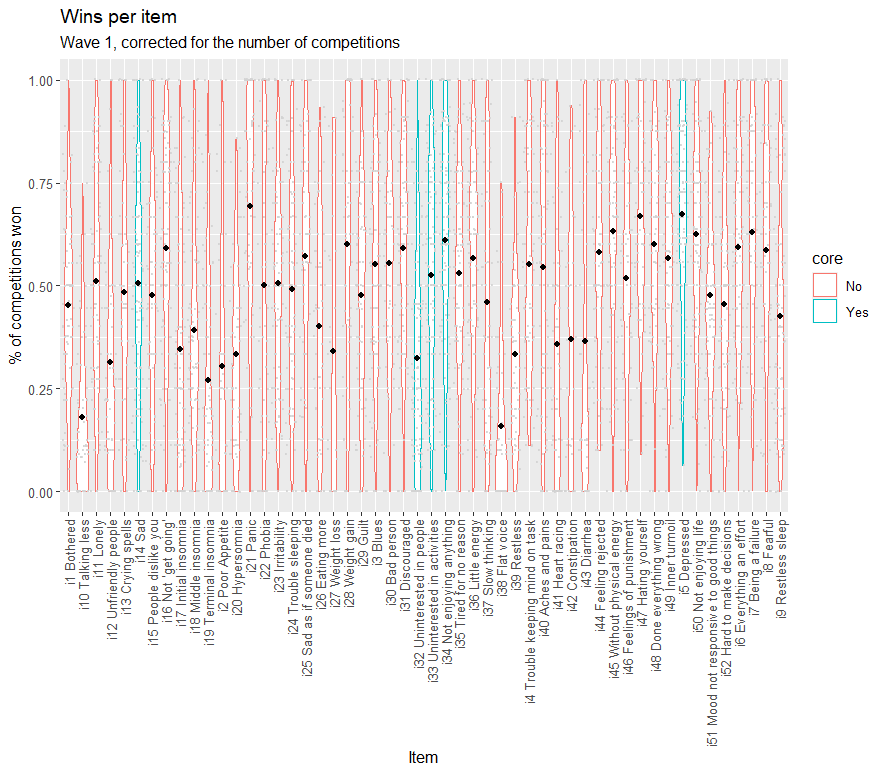 Wins per item
Wave 1, corrected for the number of competitions
% of competitions won
1.00
0.75
0.50
0.25
0.00
i1 Bothered
i10 Talking less
i11 Lonely
i12 Unfriendly people
i13 Crying spells
i14 Sad
i15 People dislike you
i16 Not 'get going'
i17 Initial insomnia
i18 Middle insomnia
i19 Terminal insomnia
i2 Poor Appetite
i20 Hypersomnia
i21 Panic
i22 Phobia
i23 Irritability
i24 Trouble sleeping
i25 Sad as if someone died
i26 Eating more
i27 Weight loss
i28 Weight gain
i29 Guilt
i3 Blues
i30 Bad person
i31 Discouraged
i32 Uninterested in people
i33 Uninterested in activities
i34 Not enjoying anything
i35 Tired for no reason
i36 Little energy
i37 Slow thinking
i38 Flat voice
i39 Restless
i4 Trouble keeping mind on task
i40 Aches and pains
i41 Heart racing
i42 Constipation
i43 Diarrhea
i44 Feeling rejected
i45 Without physical energy
i46 Feelings of punishment
i47 Hating yourself
i48 Done everything wrong
i49 Inner turmoil
i5 Depressed
i50 Not enjoying life
i51 Mood not responsive to good things
i52 Hard to make decisions
i6 Everything an effort
i7 Being a failure
i8 Fearful
i9 Restless sleep
Item
core
No
Yes